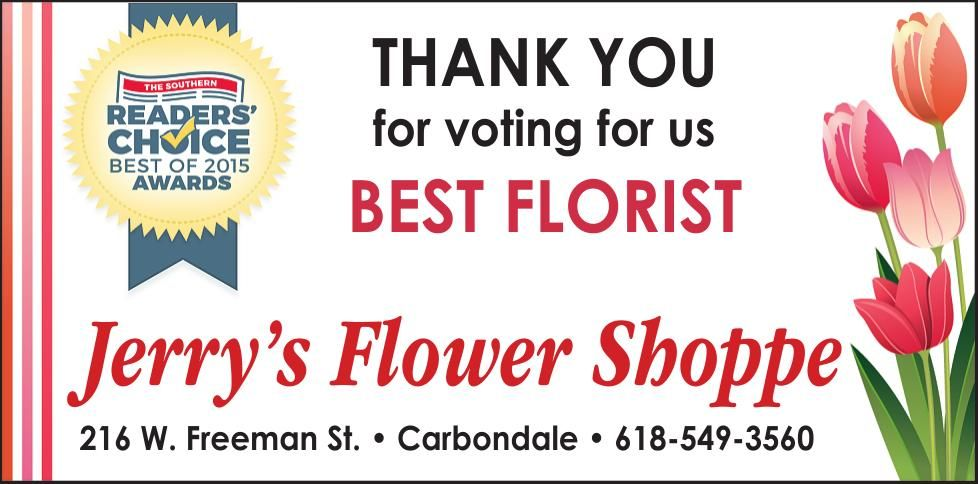 THE SOUTHERN
READERS'
CHOICE
BEST OF 2015
AWARDS
THANK YOU
for voting for us
BEST FLORIST
Jerry's Flower Shoppe
216 W. Freeman St. • Carbondale • 618-549-3560